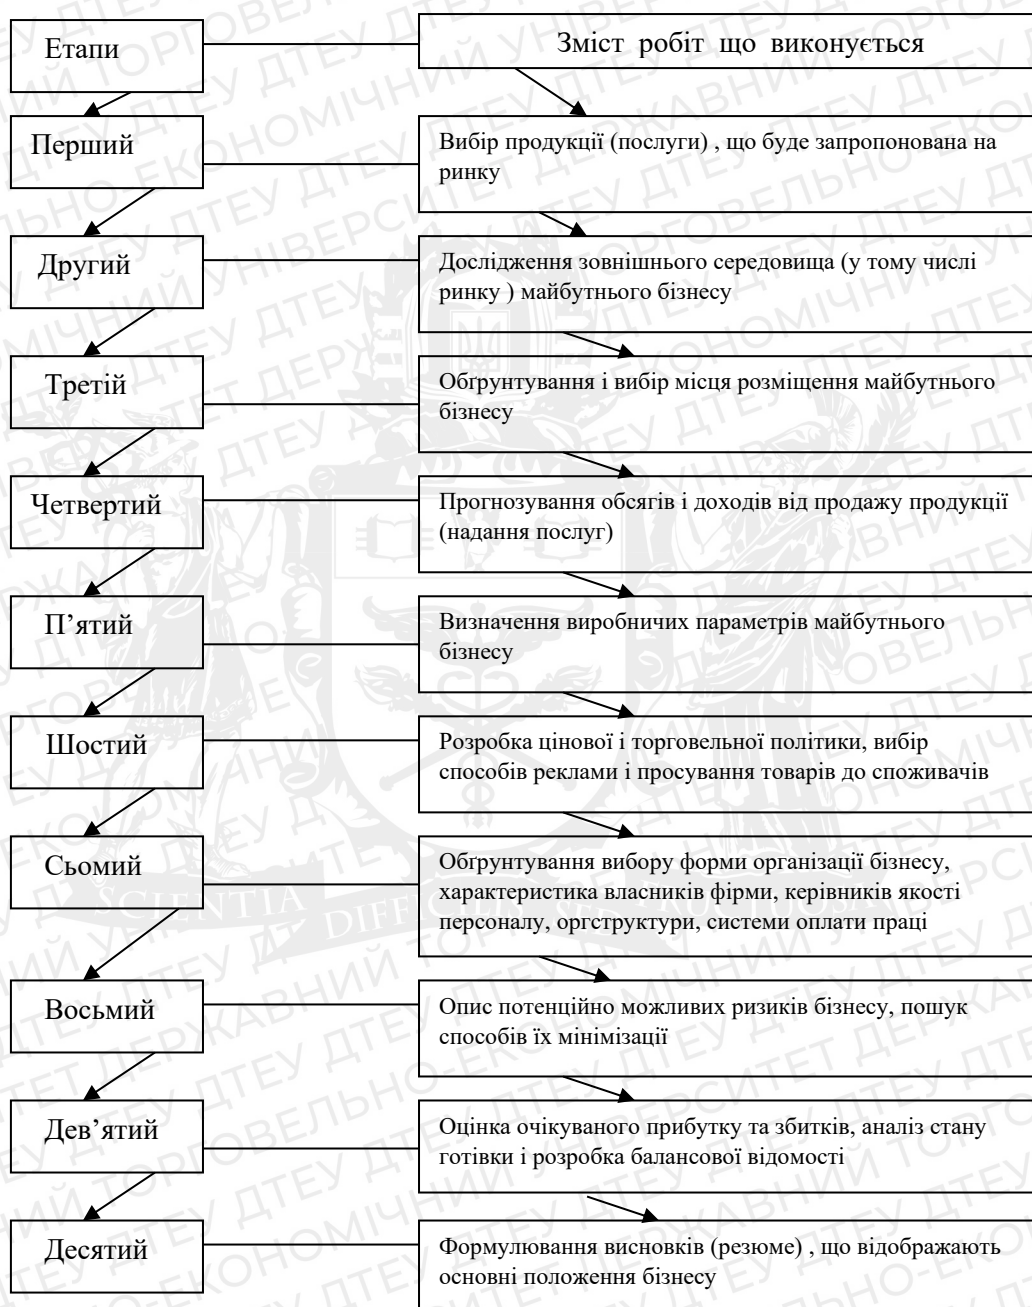 Етапи
Зміст робіт що виконується
Перший
Вибір продукції (послуги) , що буде запропонована на
ринку
Другий
Дослідження зовнішнього середовища (у тому числі
ринку ) майбутнього бізнесу
Третій
Обґрунтування і вибір місця розміщення майбутнього
бізнесу
Четвертий
Прогнозування обсягів і доходів від продажу продукції
(надання послуг)
П’ятий
Визначення виробничих параметрів майбутнього
бізнесу
Шостий
Розробка цінової і торговельної політики, вибір
способів реклами і просування товарів до споживачів
Сьомий
Обґрунтування вибору форми організації бізнесу,
характеристика власників фірми, керівників якості
персоналу, оргструктури, системи оплати праці
Восьмий
Опис потенційно можливих ризиків бізнесу, пошук
способів їх мінімізації
Дев’ятий
Оцінка очікуваного прибутку та збитків, аналіз стану
готівки і розробка балансової відомості
Десятий
Формулювання висновків (резюме) , що відображають
основні положення бізнесу